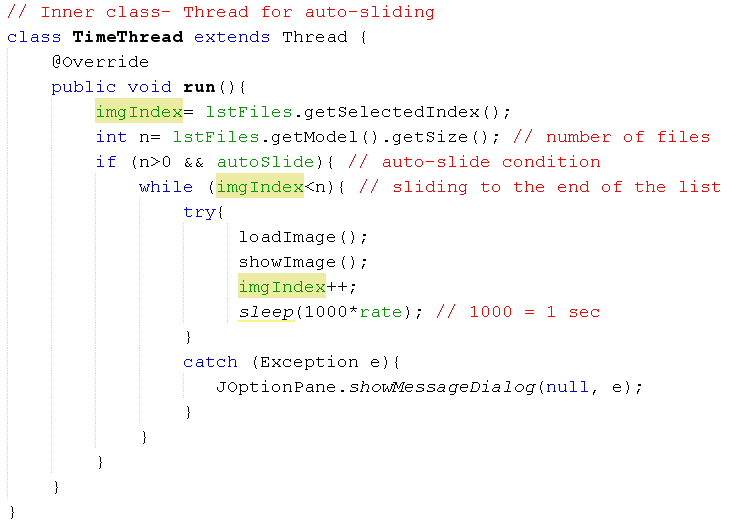 // Inner class- Thread for auto-sliding
class TimeThread extends Thread {
@Override
public void run(){
imgIndex= lstFiles.getSelectedIndex();
int n= lstFiles.getModel().getSize(); // number of files
if (n>0 && autoSlide){ // auto-slide condition
while (imgIndex<n){ // sliding to the end of the list
try{
loadImage();
showImage();
imgIndex++;
sleep(1000*rate); // 1000 = 1 sec
}
catch (Exception e){
JOptionPane.showMessageDialog(null, e);
}
}
}
}
}